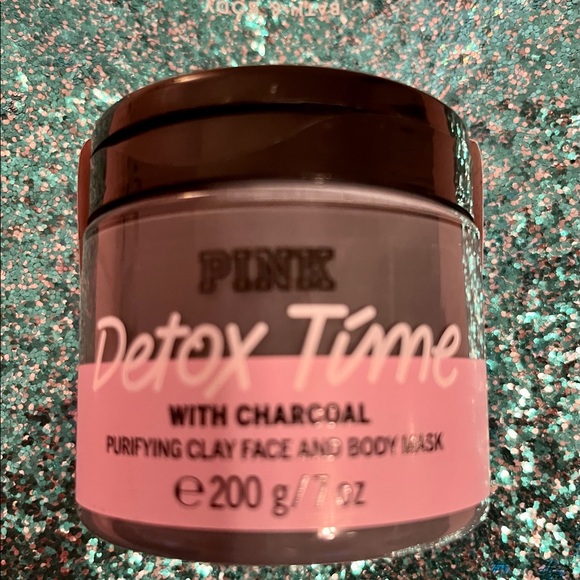 PINK
Detox Time
WITH CHARCOAL
PURIFYING CLAY FACE AND BODY MASK
℮200 g/7 oz